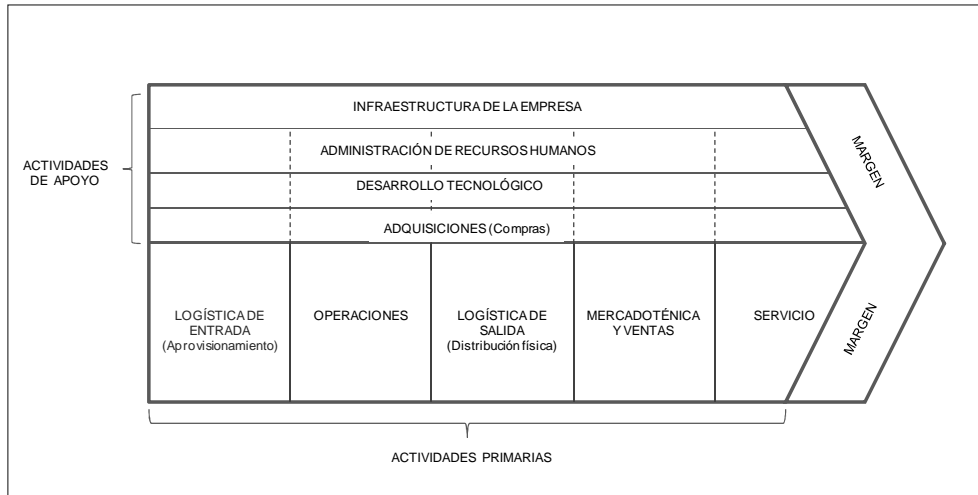 INFRAESTRUCTURA DE LA EMPRESA
ADMINISTRACIÓN DE RECURSOS HUMANOS
DESARROLLO TECNOLÓGICO
ADQUISICIONES (Compras)
ACTIVIDADES
DE APOYO
MARGEN
LOGÍSTICA DE
ENTRADA
(Aprovisionamiento)
OPERACIONES
LOGÍSTICA DE
SALIDA
(Distribución física)
MERCADOTÉNICA
Y VENTAS
SERVICIO
MARGEN
ACTIVIDADES PRIMARIAS